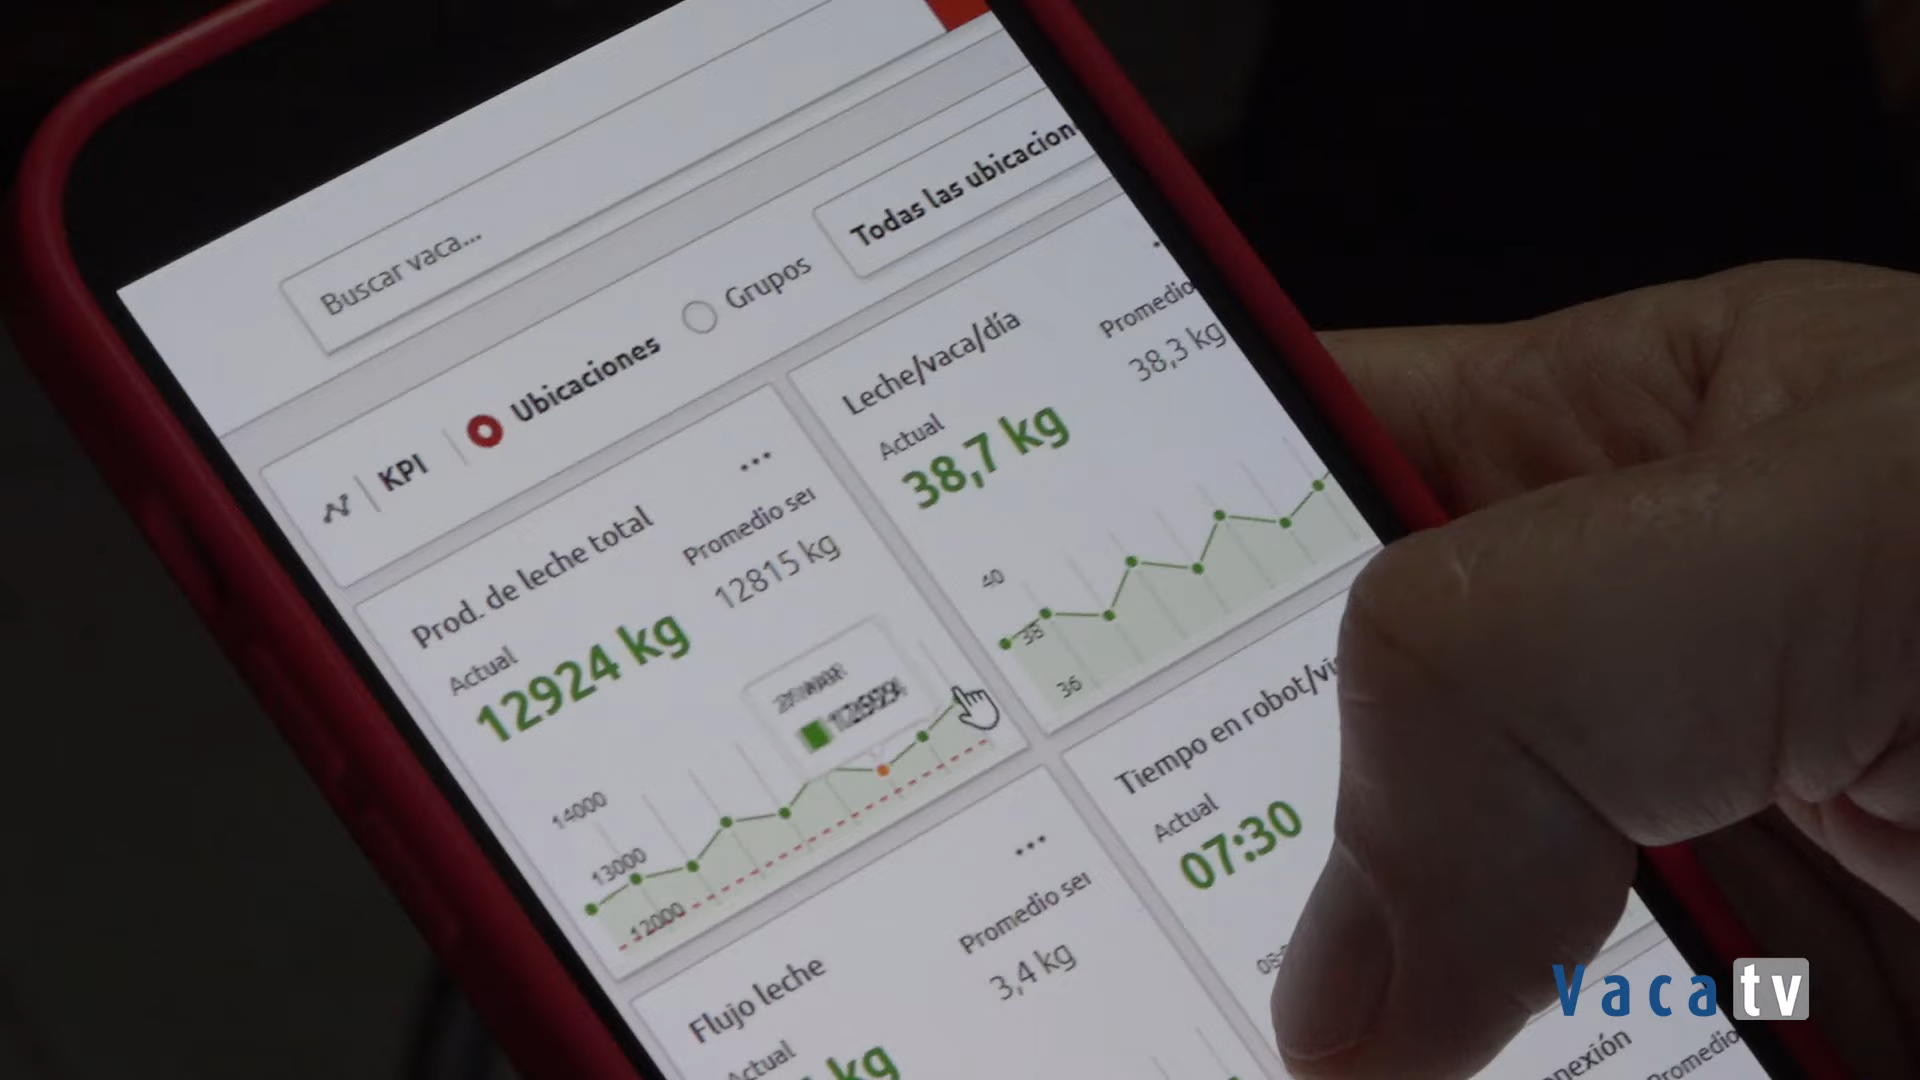 Buscar vaca...
KPI
Ubicaciones
Grupos
Todas las ubicacion
Prod. de leche total
...
Actual
Promedio
12924 kg
12815 kg
14000
13000
12000
Leche/vaca/día
Actual
Promedio
38,7 kg
38,3 kg
40
38
36
Flujo leche
...
Actual
Promedio
kg
3,4 kg
Tiempo en robot/
Actual
07:30
nexión
Promedio
Vaca tv